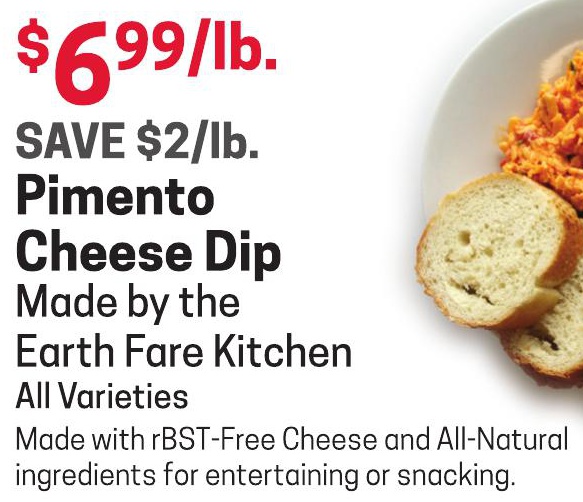 $6.99/lb.
SAVE $2/lb.
Pimento
Cheese Dip
Made by the
Earth Fare Kitchen
All Varieties
Made with rBST-Free Cheese and All-Natural
ingredients for entertaining or snacking.